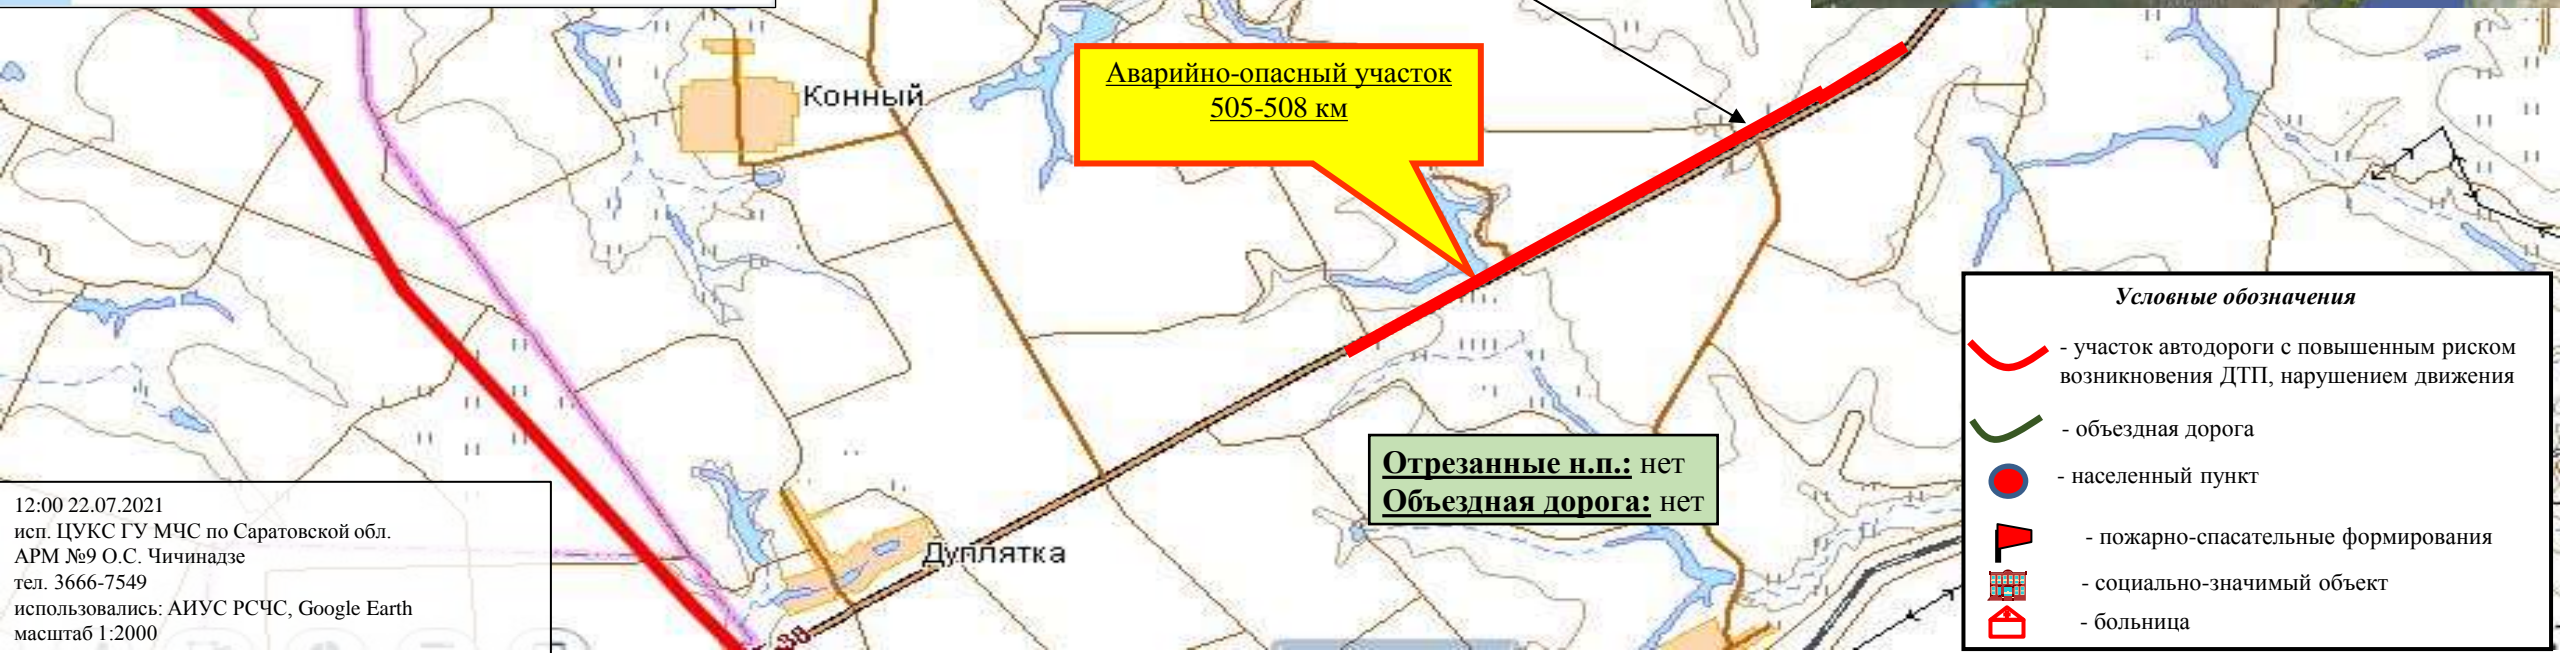 Аварийно-опасный участок
505-508 км
Конный
Условные обозначения
- участок автодороги с повышенным риском
возникновения ДТП, нарушением движения
- объездная дорога
- населенный пункт
- пожарно-спасательные формирования
- социально-значимый объект
- больница
Отрезанные н.п.: нет
Объездная дорога: нет
Дуплятка
38
12:00 22.07.2021
исп. ЦУКС ГУ МЧС по Саратовской обл.
АРМ №9 О.С. Чичинадзе
тел. 3666-7549
использовались: АИУС РСЧС, Google Earth
масштаб 1:2000